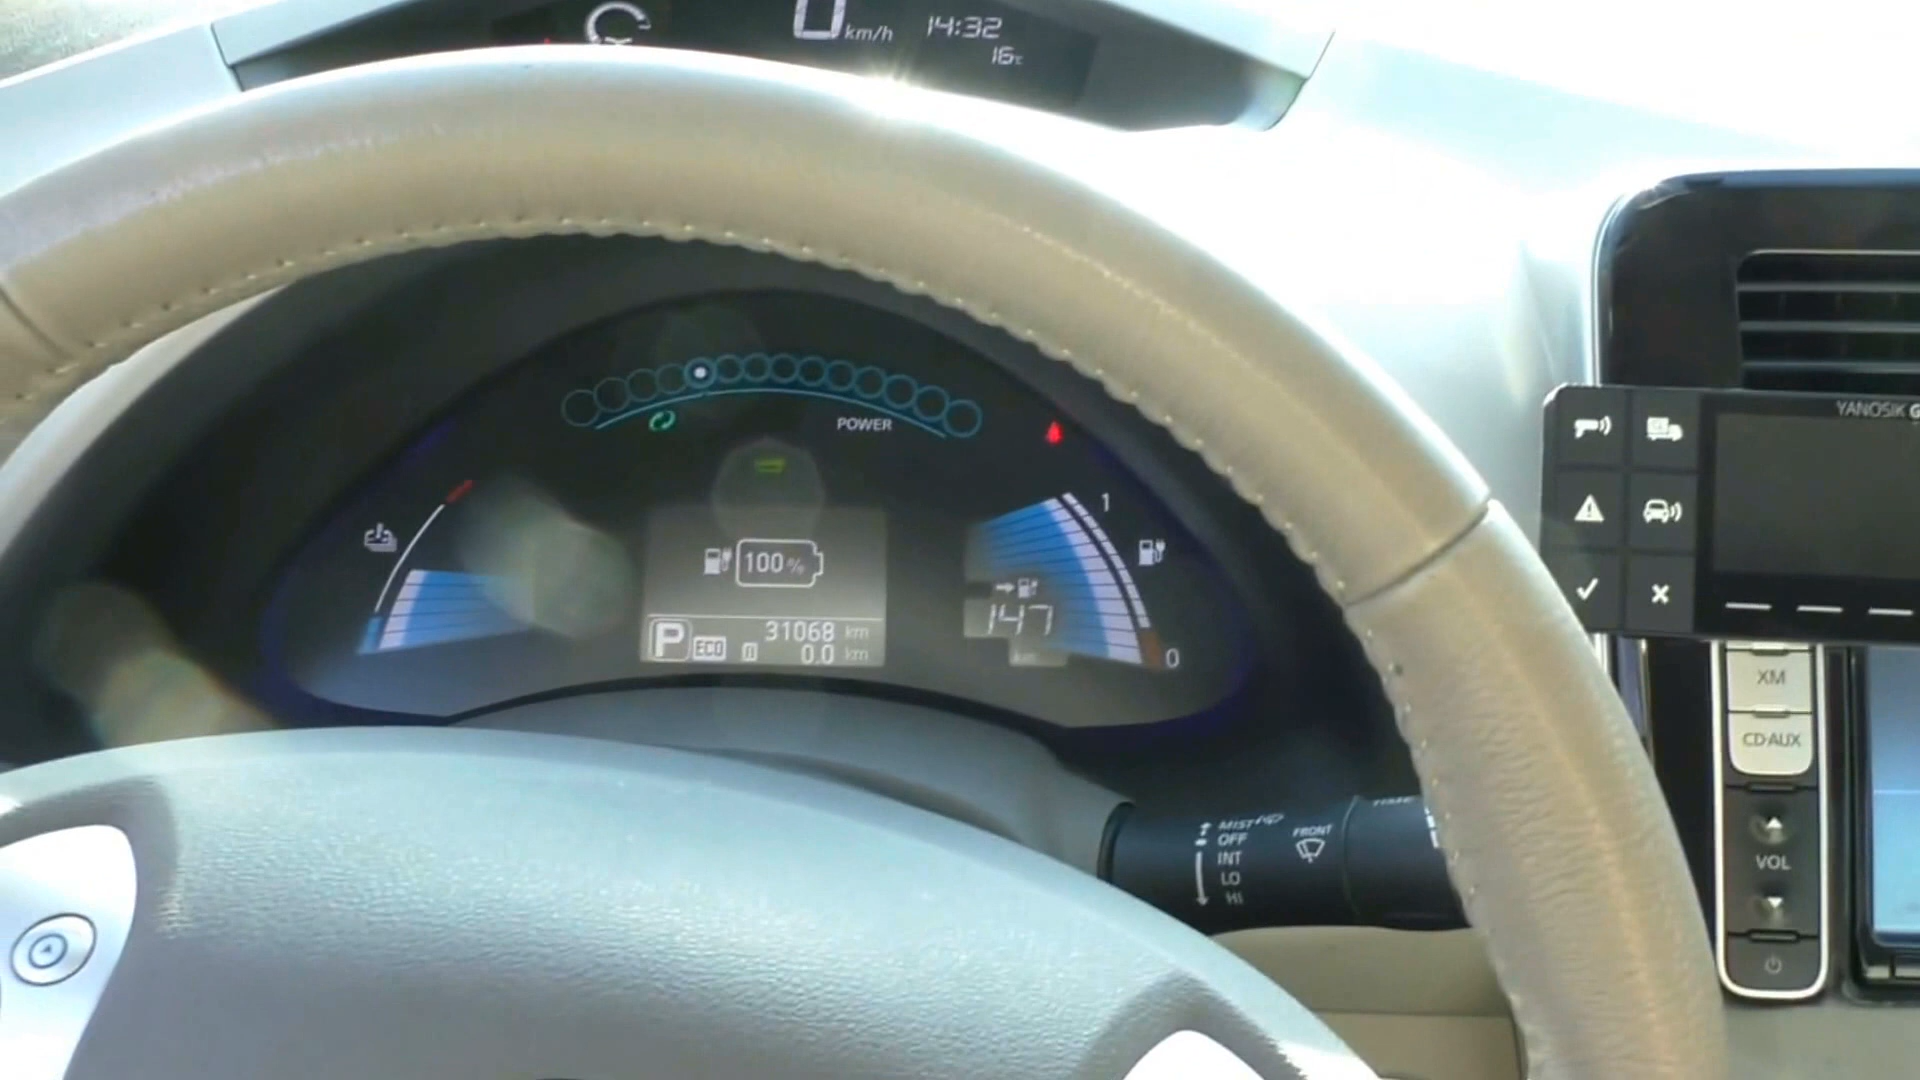 0 km/h 14:32
16°C
POWER
1
100 %
147
km
P ECO 31068 km
0.0 km
0
YANOSIK G
XM
CD·AUX
VOL
MIST
OFF
INT
LO
HI
FRONT